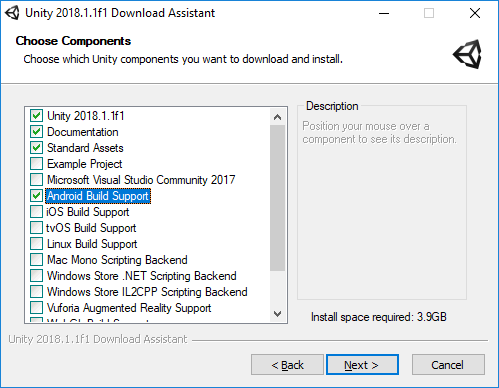 Unity 2018.1.1f1 Download Assistant
Choose Components
Choose which Unity components you want to download and install.
Unity 2018.1.1f1
Documentation
Standard Assets
Example Project
Microsoft Visual Studio Community 2017
Android Build Support
iOS Build Support
tvOS Build Support
Linux Build Support
Mac Mono Scripting Backend
Windows Store .NET Scripting Backend
Windows Store IL2CPP Scripting Backend
Vuforia Augmented Reality Support
Description
Position your mouse over a
component to see its description.
Install space required: 3.9GB
Unity 2018.1.1f1 Download Assistant
< Back
Next >
Cancel